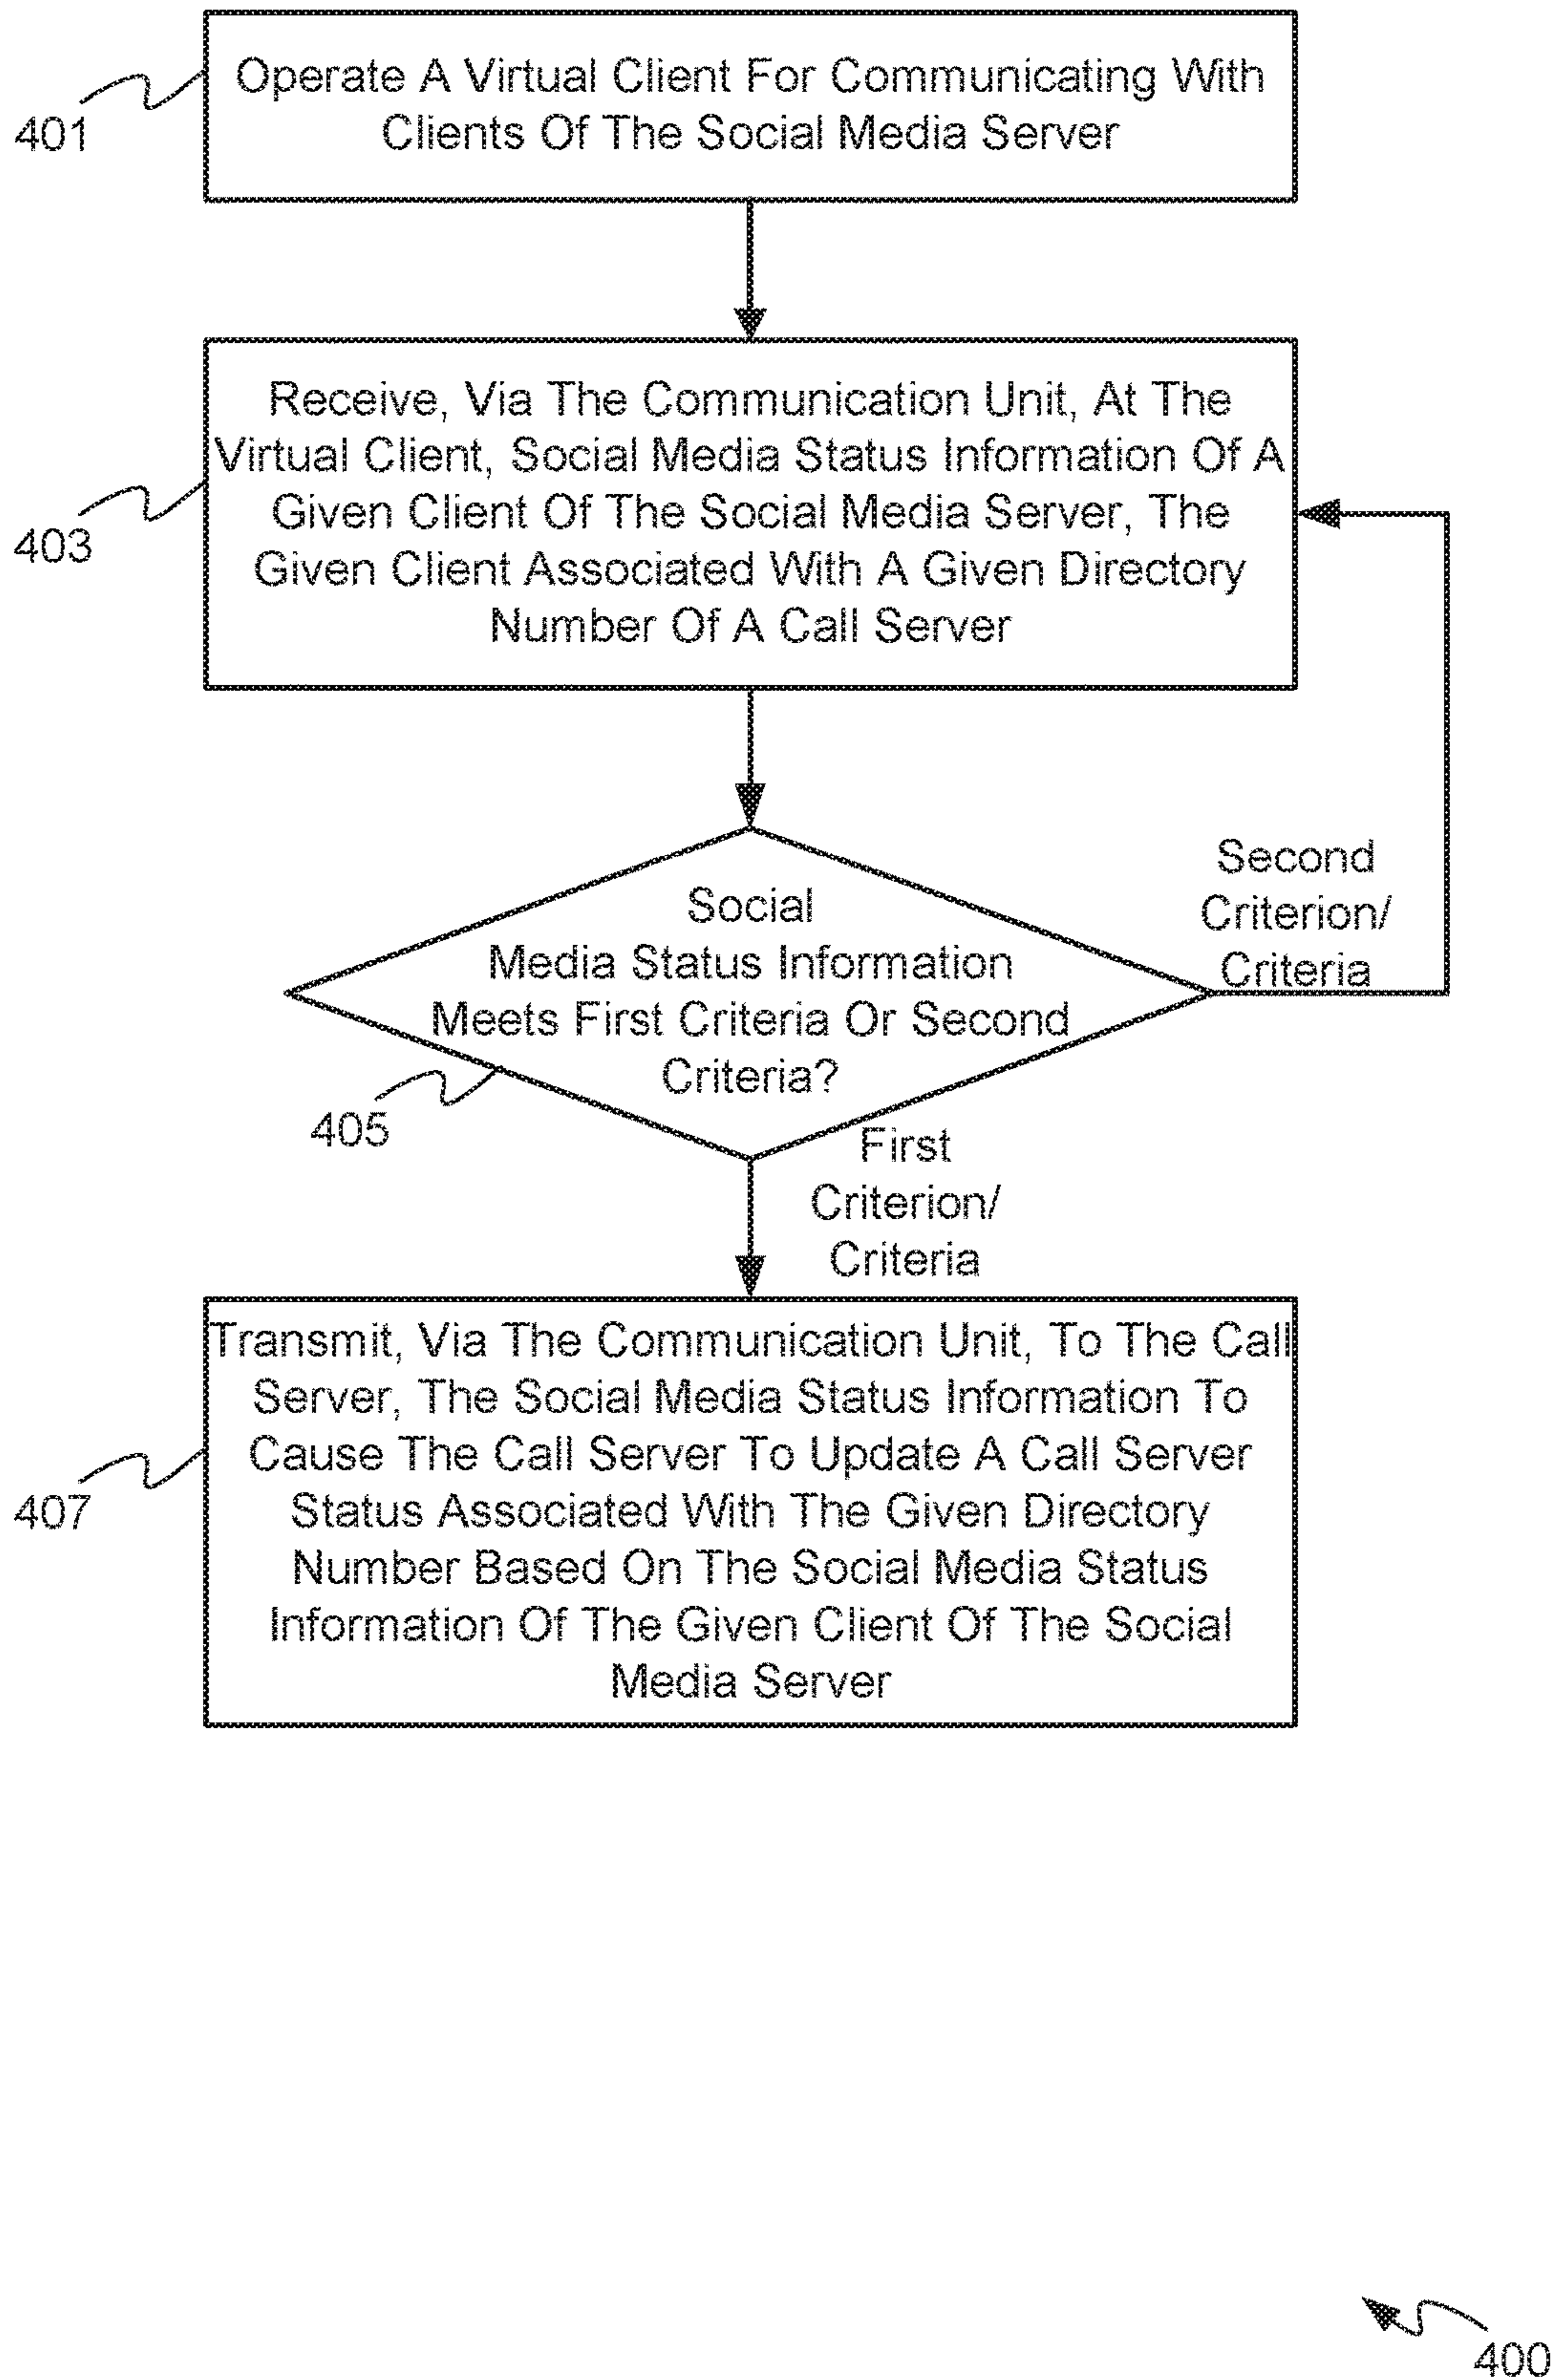 Operate A Virtual Client For Communicating With
Clients Of The Social Media Server
401
Receive, Via The Communication Unit, At The
Virtual Client, Social Media Status Information Of A
Given Client Of The Social Media Server, The
Given Client Associated With A Given Directory
Number Of A Call Server
403
Social
Media Status Information
Meets First Criteria Or Second
Criteria?
405
Second
Criterion/
Criteria
First
Criterion/
Criteria
Transmit, Via The Communication Unit, To The Call
Server, The Social Media Status Information To
Cause The Call Server To Update A Call Server
Status Associated With The Given Directory
Number Based On The Social Media Status
Information Of The Given Client Of The Social
Media Server
407
400